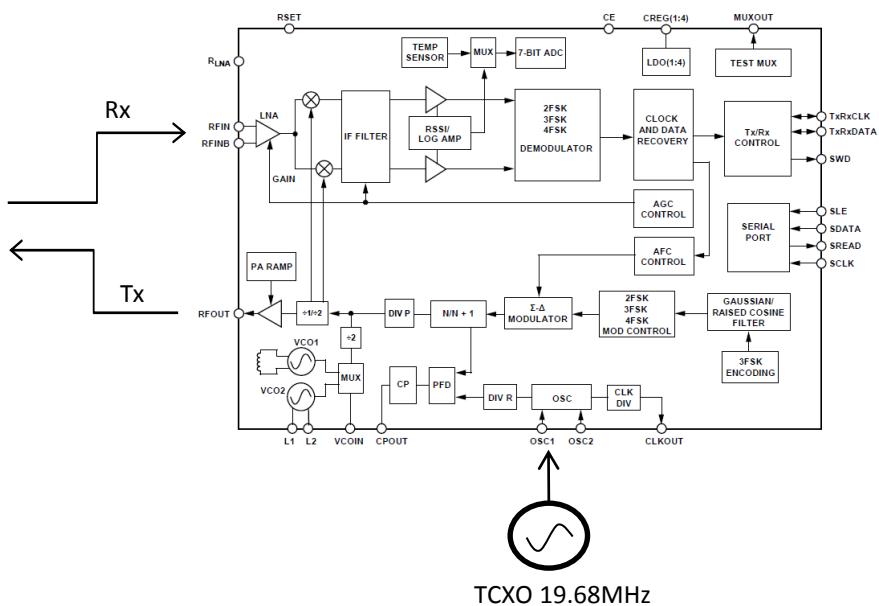 RSET
CE
CREG(1:4)
MUXOUT
RLNA
TEMP
SENSOR
MUX
7-BIT ADC
LDO(1:4)
TEST MUX
Rx
LNA
RFIN
RFINB
GAIN
IF FILTER
RSSI/
LOG AMP
2FSK
3FSK
4FSK
DEMODULATOR
CLOCK
AND DATA
RECOVERY
Tx/Rx
CONTROL
TxRxCLK
TxRxDATA
SWD
AGC
CONTROL
SERIAL
PORT
SLE
SDATA
SREAD
SCLK
AFC
CONTROL
PA RAMP
Tx
RFOUT
÷1/÷2
DIV P
N/N + 1
Σ-Δ
MODULATOR
2FSK
3FSK
4FSK
MOD CONTROL
GAUSSIAN/
RAISED COSINE
FILTER
÷2
VCO1
MUX
VCO2
CP
PFD
DIV R
OSC
CLK
DIV
3FSK
ENCODING
L1
L2
VCOIN
CPOUT
OSC1
OSC2
CLKOUT
TCXO 19.68MHz